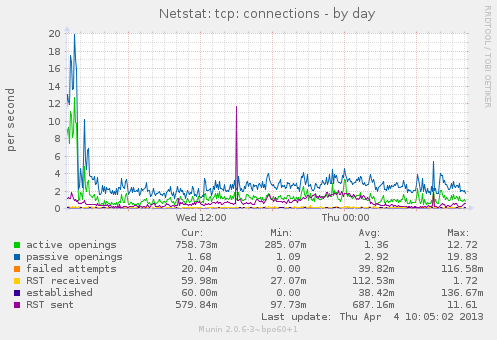 Netstat: tcp: connections - by day
RRDTOOL / TOBI OETIKER
per second
20
18
16
14
12
10
8
6
4
2
0
Wed 12:00 Thu 00:00
Cur: Min: Avg: Max:
active openings 758.73m 285.07m 1.36 12.72
passive openings 1.68 1.09 2.92 19.83
failed attempts 20.04m 0.00 39.82m 116.58m
RST received 59.98m 27.07m 112.53m 1.72
established 60.00m 0.00 38.42m 136.67m
RST sent 579.84m 97.73m 687.16m 11.61
Last update: Thu Apr 4 10:05:02 2013
Munin 2.0.6-3~bpo60+1